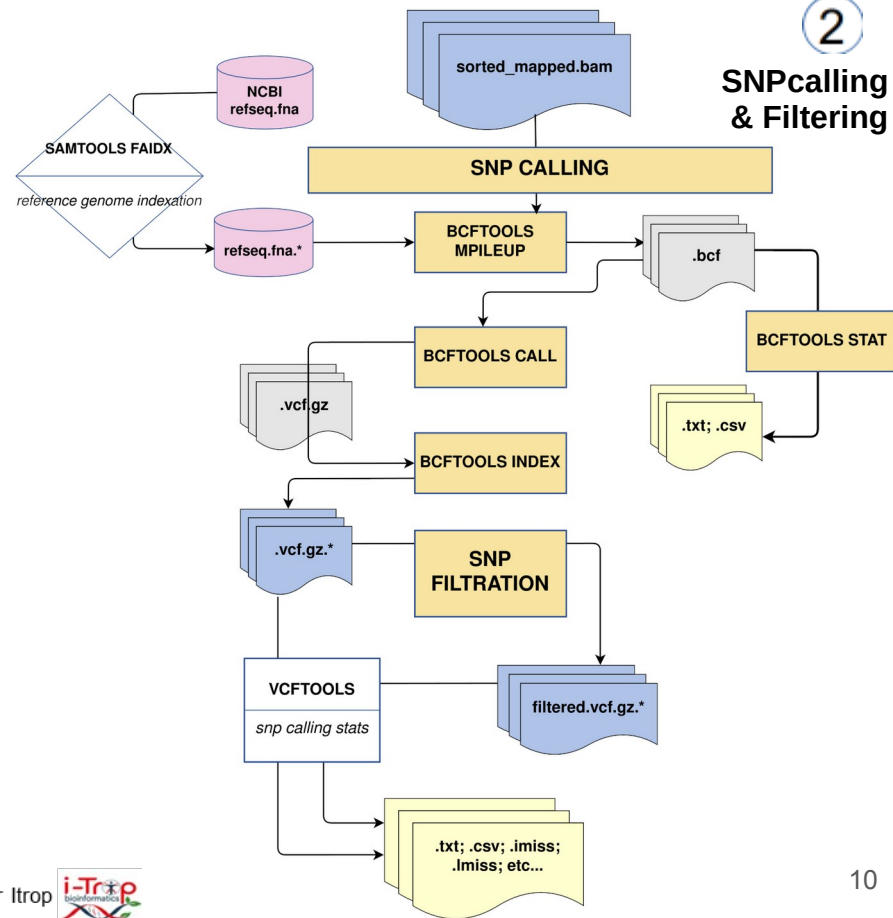 2
SNPcalling
& Filtering
sorted_mapped.bam
NCBI
refseq.fna
SAMTOOLS FAIDX
reference genome indexation
SNP CALLING
refseq.fna.*
BCFTOOLS
MPILEUP
.bcf
BCFTOOLS CALL
BCFTOOLS STAT
.vcf.gz
.txt; .csv
BCFTOOLS INDEX
.vcf.gz.*
SNP
FILTRATION
VCFTOOLS
snp calling stats
filtered.vcf.gz.*
.txt; .csv; .imiss;
.lmiss; etc...
Itrop
i-Trop
bioinformatics
10